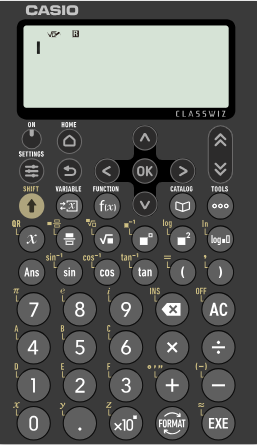 CASIO
√☐/ R
CLASSWIZ
ON HOME
SETTINGS
OK
SHIFT VARIABLE FUNCTION CATALOG TOOLS
f(x)
QR log ln
x √■ ■² log■□
sin⁻¹ cos⁻¹ tan⁻¹ = ,
Ans sin cos tan ( )
π e i INS OFF
7 8 9 AC
A B C
4 5 6 × ÷
D E F ° ′ ″ (−)
1 2 3 + −
x y z ≈
0 . ×10 FORMAT EXE